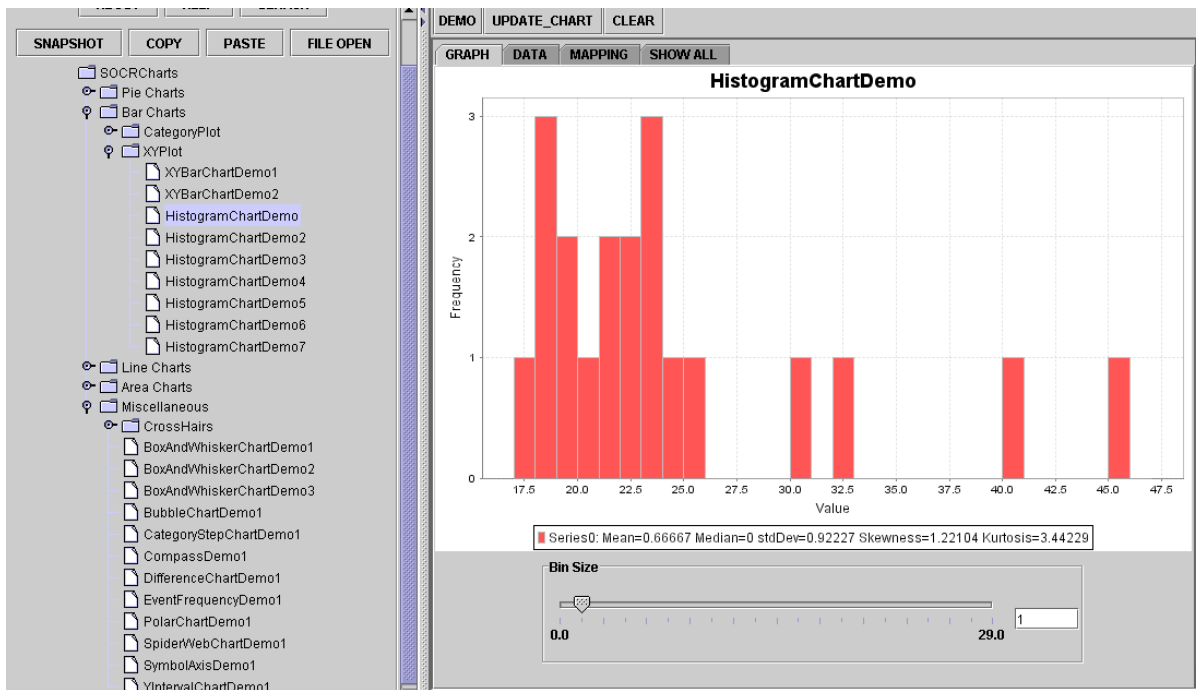 SNAPSHOT COPY PASTE FILE OPEN
SOCRCharts
Pie Charts
Bar Charts
CategoryPlot
XYPlot
XYBarChartDemo1
XYBarChartDemo2
HistogramChartDemo
HistogramChartDemo2
HistogramChartDemo3
HistogramChartDemo4
HistogramChartDemo5
HistogramChartDemo6
HistogramChartDemo7
Line Charts
Area Charts
Miscellaneous
CrossHairs
BoxAndWhiskerChartDemo1
BoxAndWhiskerChartDemo2
BoxAndWhiskerChartDemo3
BubbleChartDemo1
CategoryStepChartDemo1
CompassDemo1
DifferenceChartDemo1
EventFrequencyDemo1
PolarChartDemo1
SpiderWebChartDemo1
SymbolAxisDemo1
YIntervalChartDemo1
DEMO UPDATE_CHART CLEAR
GRAPH DATA MAPPING SHOW ALL
HistogramChartDemo
3
2
1
0
Frequency
17.5 20.0 22.5 25.0 27.5 30.0 32.5 35.0 37.5 40.0 42.5 45.0 47.5
Value
Series0: Mean=0.66667 Median=0 stdDev=0.92227 Skewness=1.22104 Kurtosis=3.44229
Bin Size
0.0 29.0
1